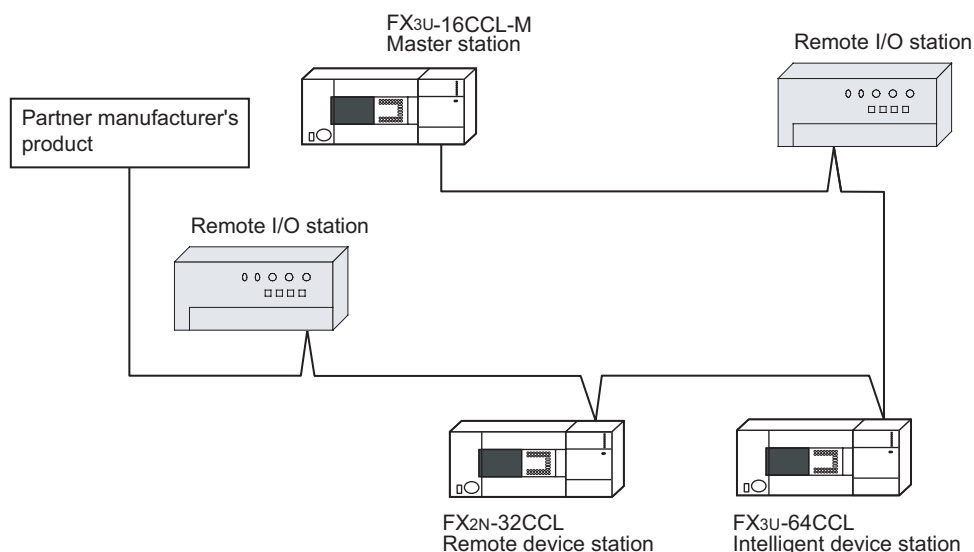 FX3U-16CCL-M
Master station
Remote I/O station
Partner manufacturer's
product
Remote I/O station
FX2N-32CCL
Remote device station
FX3U-64CCL
Intelligent device station